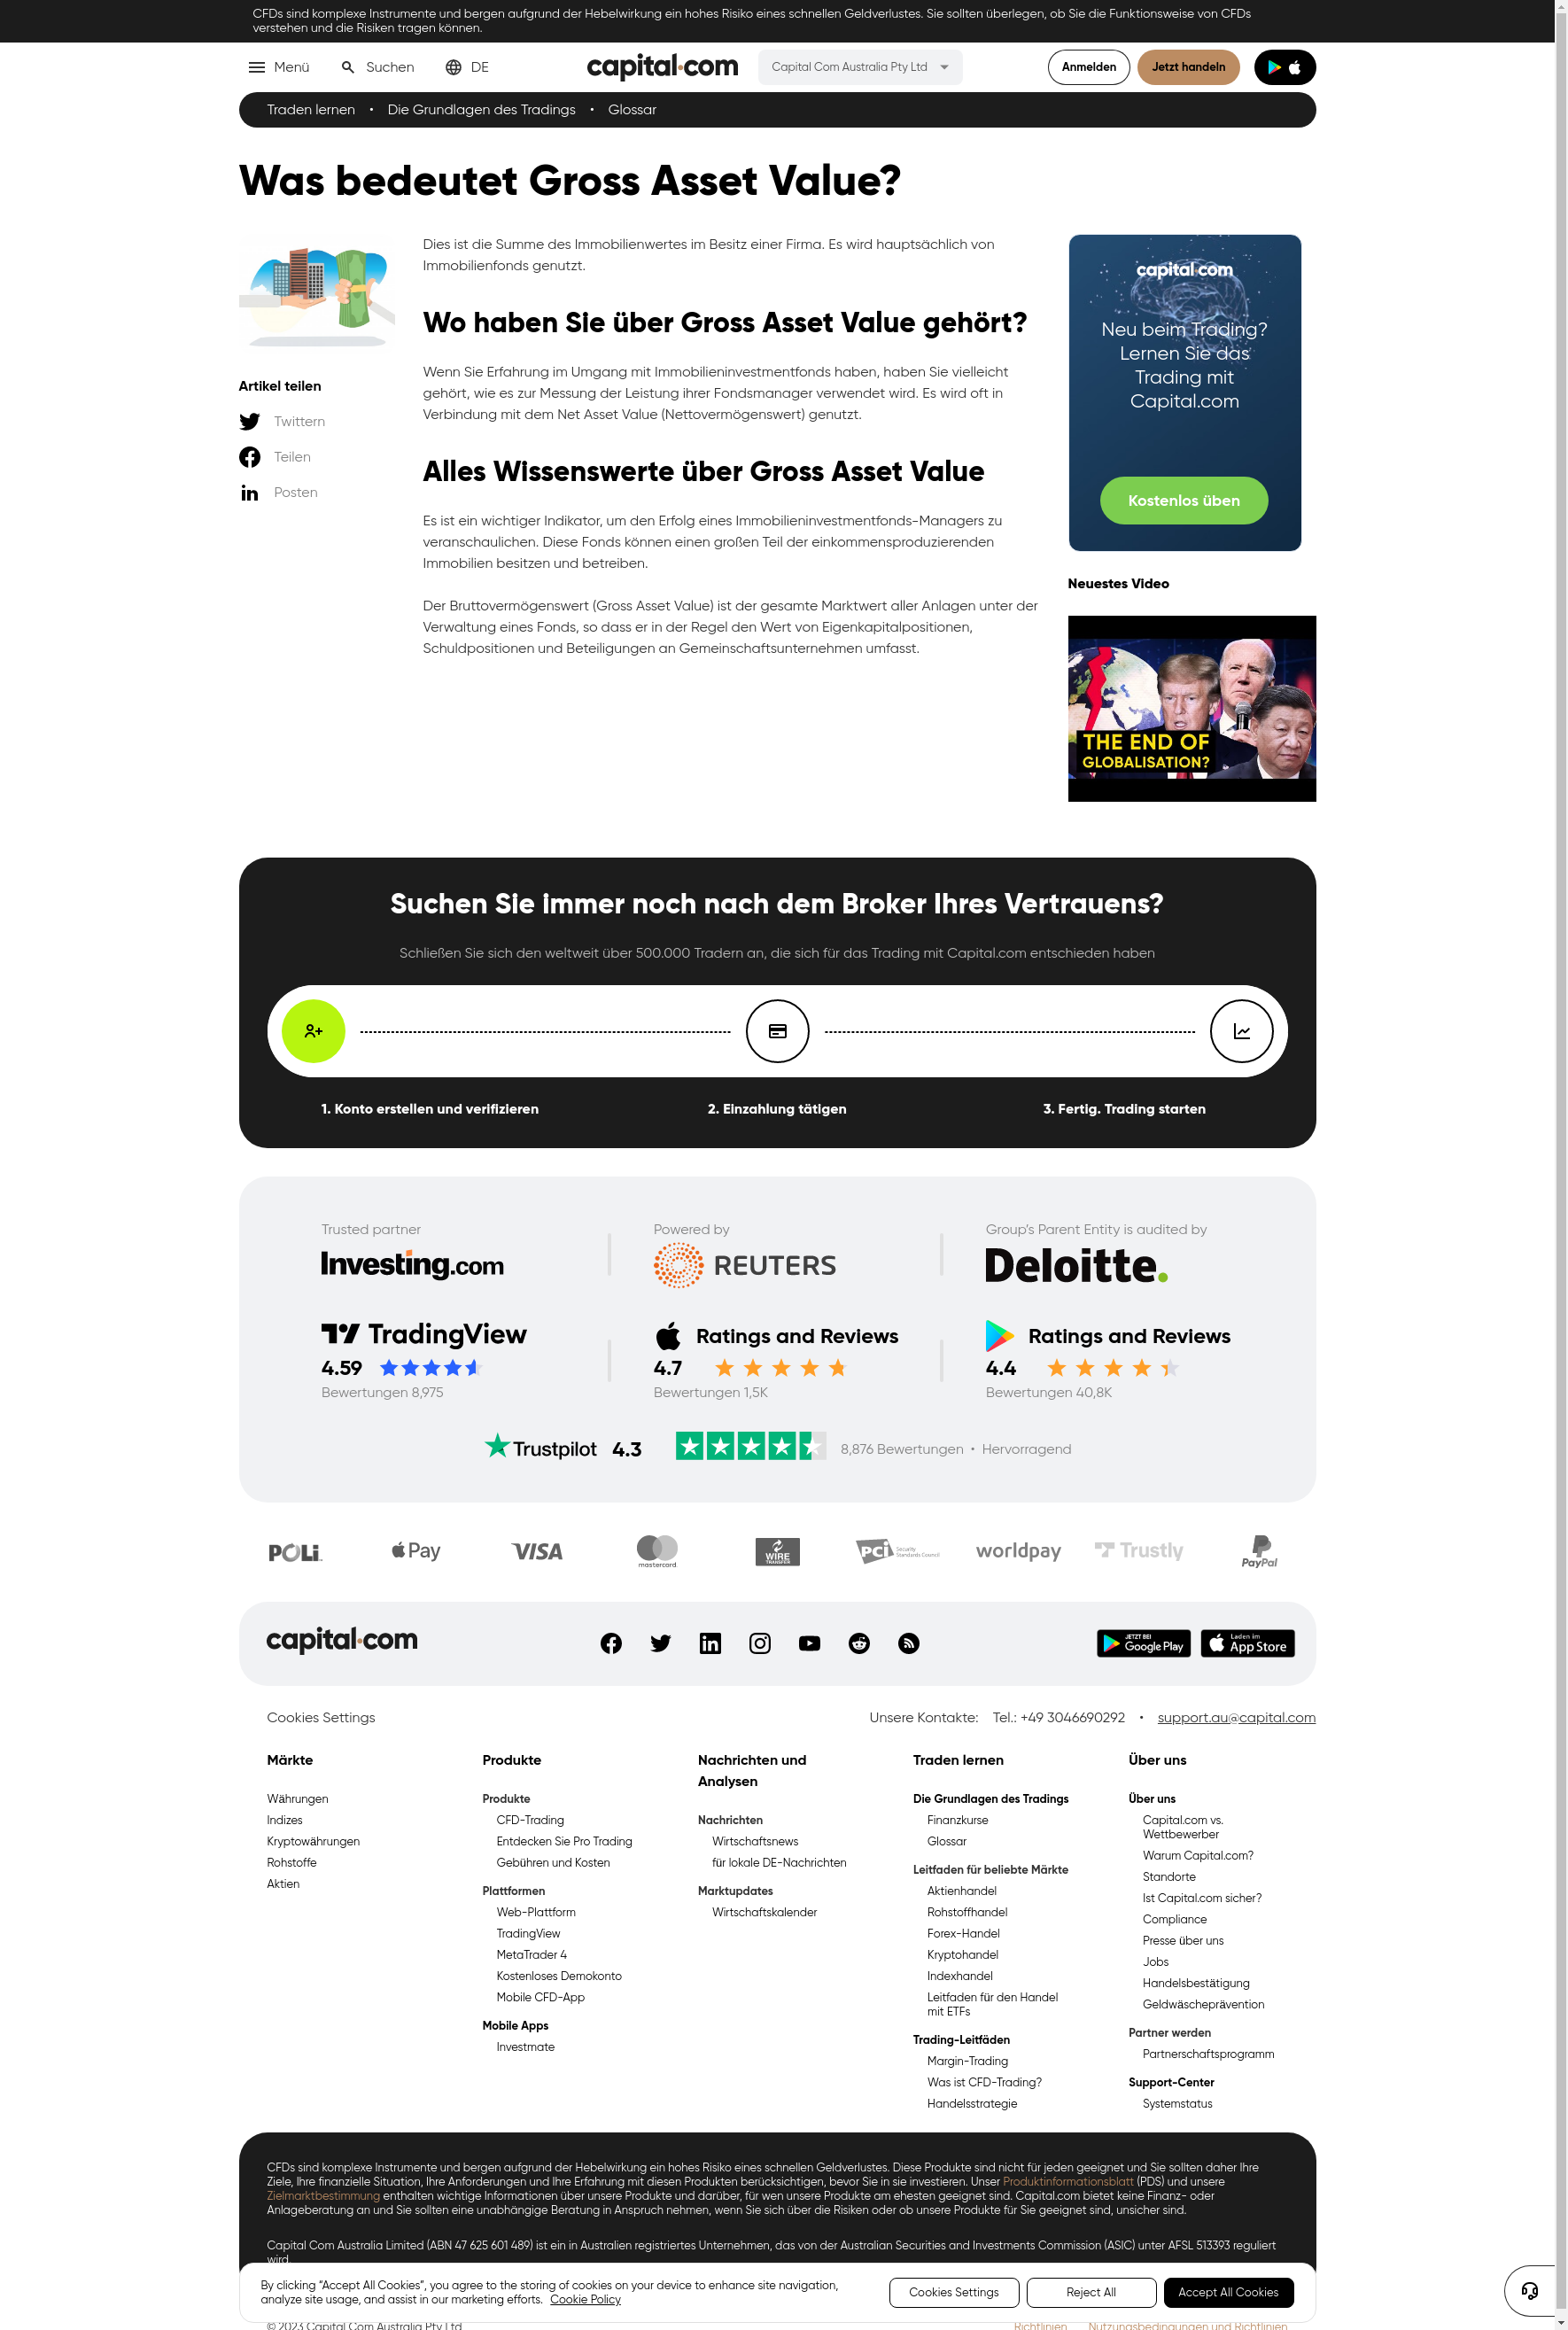 CFDs sind komplexe Instrumente und bergen aufgrund der Hebelwirkung ein hohes Risiko eines schnellen Geldverlustes. Sie sollten überlegen, ob Sie die Funktionsweise von CFDs
verstehen und die Risiken tragen können.
Menü
Suchen
DE
capital.com
Capital Com Australia Pty Ltd
Anmelden
Jetzt handeln
Traden lernen • Die Grundlagen des Tradings • Glossar
Was bedeutet Gross Asset Value?
Artikel teilen
Twittern
Teilen
Posten
Dies ist die Summe des Immobilienwertes im Besitz einer Firma. Es wird hauptsächlich von
Immobilienfonds genutzt.
Wo haben Sie über Gross Asset Value gehört?
Wenn Sie Erfahrung im Umgang mit Immobilieninvestmentfonds haben, haben Sie vielleicht
gehört, wie es zur Messung der Leistung ihrer Fondsmanager verwendet wird. Es wird oft in
Verbindung mit dem Net Asset Value (Nettovermögenswert) genutzt.
Alles Wissenswerte über Gross Asset Value
Es ist ein wichtiger Indikator, um den Erfolg eines Immobilieninvestmentfonds-Managers zu
veranschaulichen. Diese Fonds können einen großen Teil der einkommensproduzierenden
Immobilien besitzen und betreiben.
Der Bruttovermögenswert (Gross Asset Value) ist der gesamte Marktwert aller Anlagen unter der
Verwaltung eines Fonds, so dass er in der Regel den Wert von Eigenkapitalpositionen,
Schuldpositionen und Beteiligungen an Gemeinschaftsunternehmen umfasst.
capital.com
Neu beim Trading?
Lernen Sie das
Trading mit
Capital.com
Kostenlos üben
Neuestes Video
THE END OF
GLOBALISATION?
Suchen Sie immer noch nach dem Broker Ihres Vertrauens?
Schließen Sie sich den weltweit über 500.000 Tradern an, die sich für das Trading mit Capital.com entschieden haben
1. Konto erstellen und verifizieren
2. Einzahlung tätigen
3. Fertig. Trading starten
Trusted partner
Investing.com
Powered by
REUTERS
Group's Parent Entity is audited by
Deloitte.
TradingView
4.59
Bewertungen 8,975
Ratings and Reviews
4.7
Bewertungen 1,5K
Ratings and Reviews
4.4
Bewertungen 40,8K
Trustpilot 4.3
8,876 Bewertungen • Hervorragend
POLi
Pay
VISA
mastercard
WIRE
TRANSFER
PCI Security
Standards Council
worldpay
Trustly
PayPal
capital.com
JETZT BEI
Google Play
Laden im
App Store
Cookies Settings
Unsere Kontakte: Tel.: +49 3046690292 • support.au@capital.com
Märkte
Währungen
Indizes
Kryptowährungen
Rohstoffe
Aktien
Produkte
Produkte
CFD-Trading
Entdecken Sie Pro Trading
Gebühren und Kosten
Plattformen
Web-Plattform
TradingView
MetaTrader 4
Kostenloses Demokonto
Mobile CFD-App
Mobile Apps
Investmate
Nachrichten und
Analysen
Nachrichten
Wirtschaftsnews
für lokale DE-Nachrichten
Marktupdates
Wirtschaftskalender
Traden lernen
Die Grundlagen des Tradings
Finanzkurse
Glossar
Leitfaden für beliebte Märkte
Aktienhandel
Rohstoffhandel
Forex-Handel
Kryptohandel
Indexhandel
Leitfaden für den Handel
mit ETFs
Trading-Leitfäden
Margin-Trading
Was ist CFD-Trading?
Handelsstrategie
Über uns
Über uns
Capital.com vs.
Wettbewerber
Warum Capital.com?
Standorte
Ist Capital.com sicher?
Compliance
Presse über uns
Jobs
Handelsbestätigung
Geldwäscheprävention
Partner werden
Partnerschaftsprogramm
Support-Center
Systemstatus
CFDs sind komplexe Instrumente und bergen aufgrund der Hebelwirkung ein hohes Risiko eines schnellen Geldverlustes. Diese Produkte sind nicht für jeden geeignet und Sie sollten daher Ihre
Ziele, Ihre finanzielle Situation, Ihre Anforderungen und Ihre Erfahrung mit diesen Produkten berücksichtigen, bevor Sie in sie investieren. Unser Produktinformationsblatt (PDS) und unsere
Zielmarktbestimmung enthalten wichtige Informationen über unsere Produkte und darüber, für wen unsere Produkte am ehesten geeignet sind. Capital.com bietet keine Finanz- oder
Anlageberatung an und Sie sollten eine unabhängige Beratung in Anspruch nehmen, wenn Sie sich über die Risiken oder ob unsere Produkte für Sie geeignet sind, unsicher sind.
Capital Com Australia Limited (ABN 47 625 601 489) ist ein in Australien registriertes Unternehmen, das von der Australian Securities and Investments Commission (ASIC) unter AFSL 513393 reguliert
wird.
By clicking “Accept All Cookies”, you agree to the storing of cookies on your device to enhance site navigation,
analyze site usage, and assist in our marketing efforts. Cookie Policy
Cookies Settings
Reject All
Accept All Cookies
© 2023 Capital Com Australia Pty Ltd
Richtlinien
Nutzungsbedingungen und Richtlinien